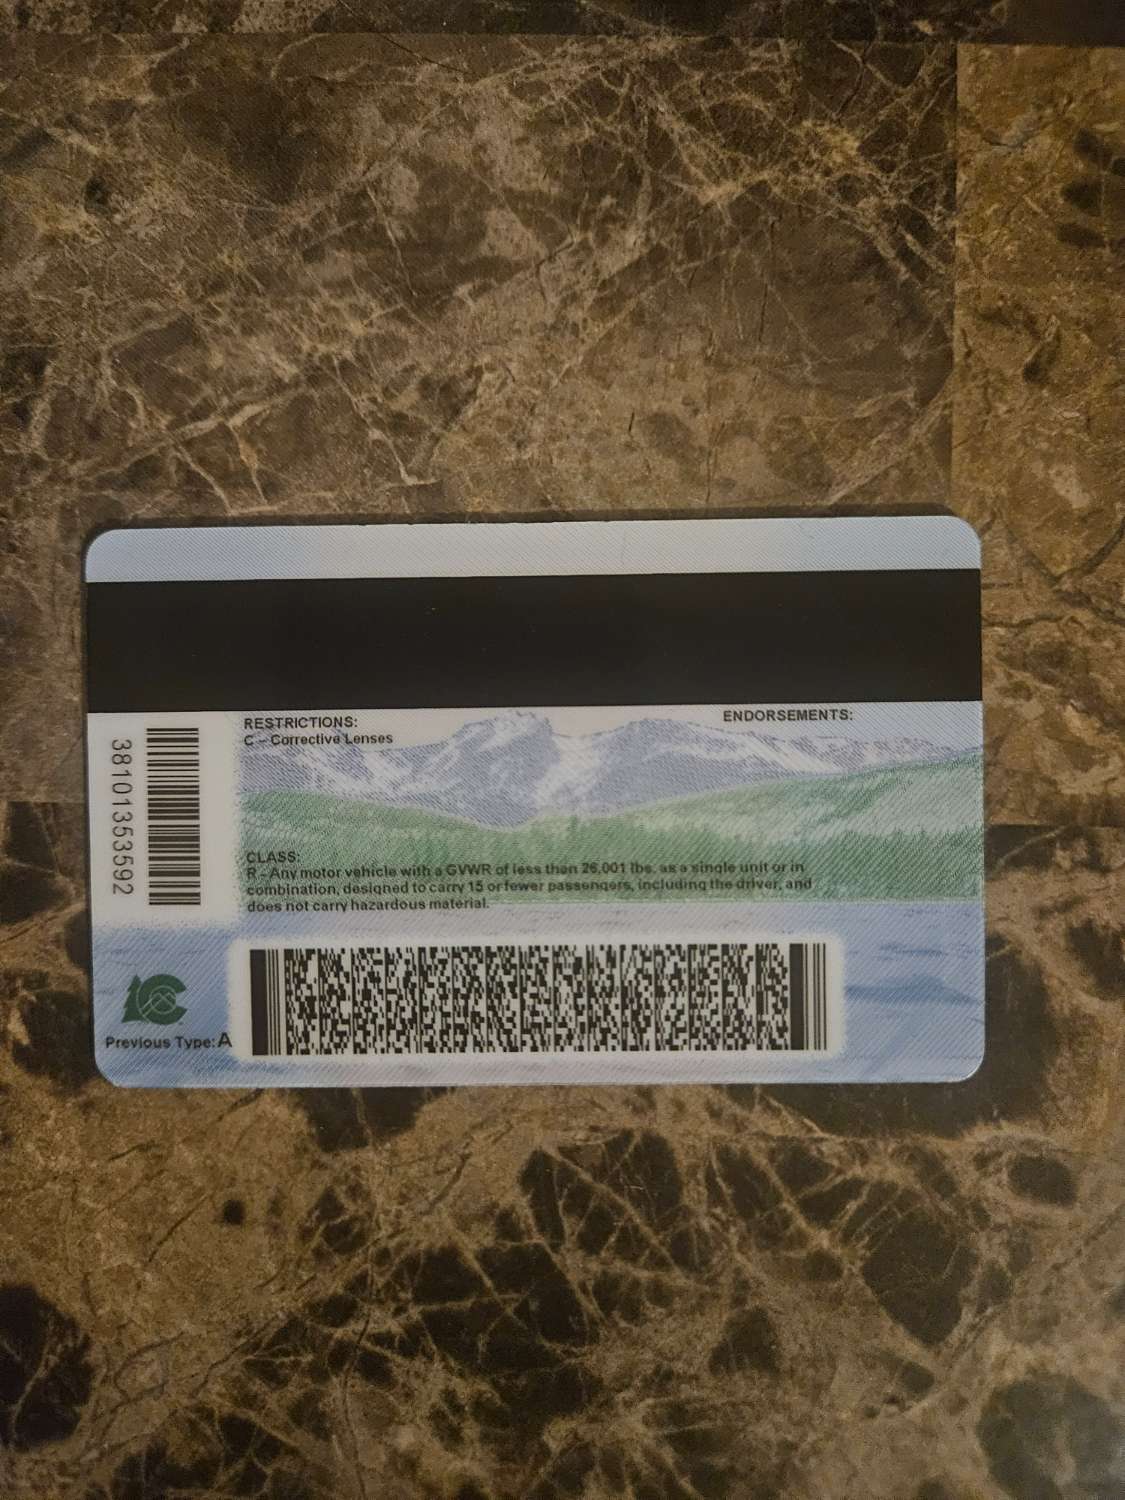 RESTRICTIONS:
C - Corrective Lenses
ENDORSEMENTS:
38101353592
CLASS:
R - Any motor vehicle with a GVWR of less than 26,001 lbs. as a single unit or in
combination, designed to carry 15 or fewer passengers, including the driver, and
does not carry hazardous material.
C
Previous Type: A